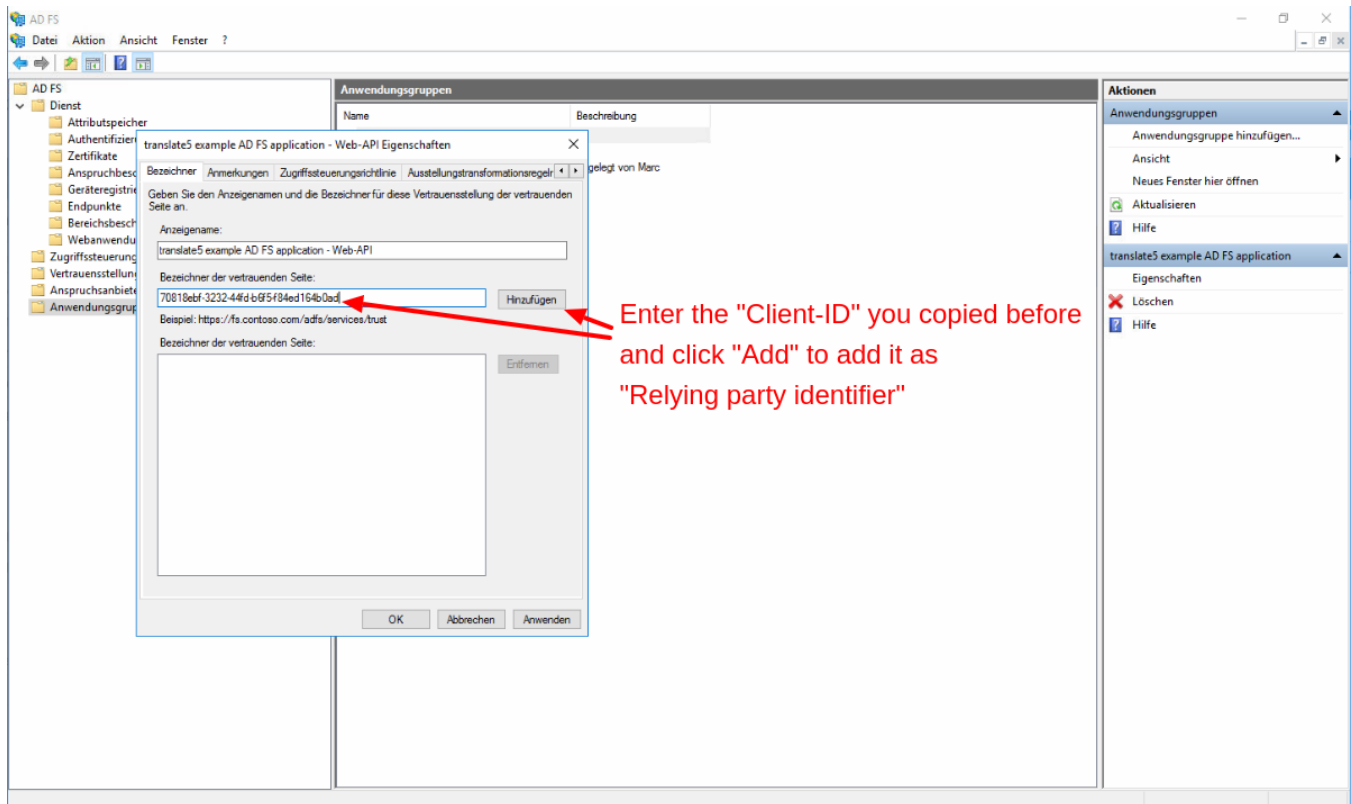 AD FS
Datei Aktion Ansicht Fenster ?
AD FS
Dienst
Attributspeicher
Zertifikate
Endpunkte
Anwendungsgruppen
Name
Beschreibung
gelegt von Marc
translate5 example AD FS application - Web-API Eigenschaften
Bezeichner Anmerkungen Zugriffssteuerungsrichtlinie Ausstellungstransformationsregeln
Geben Sie den Anzeigenamen und die Bezeichner für diese Vertrauensstellung der vertrauenden
Seite an.
Anzeigename:
translate5 example AD FS application - Web-API
Bezeichner der vertrauenden Seite:
70818ebf-3232-44fd-b6f5-f84ed164b0ad
Hinzufügen
Beispiel: https://fs.contoso.com/adfs/services/trust
Bezeichner der vertrauenden Seite:
Entfernen
OK Abbrechen Anwenden
Enter the "Client-ID" you copied before
and click "Add" to add it as
"Relying party identifier"
Aktionen
Anwendungsgruppen
Anwendungsgruppe hinzufügen...
Ansicht
Neues Fenster hier öffnen
Aktualisieren
Hilfe
translate5 example AD FS application
Eigenschaften
Löschen
Hilfe